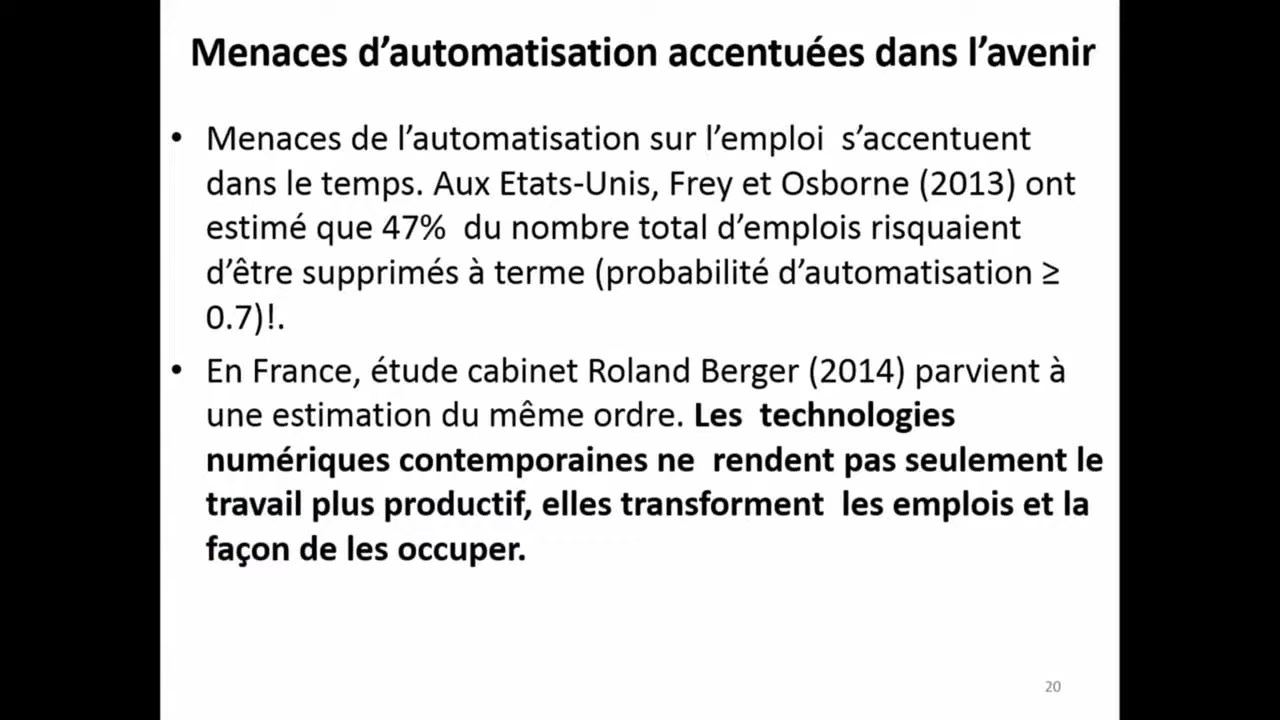 Menaces d’automatisation accentuées dans l’avenir
• Menaces de l’automatisation sur l’emploi s’accentuent
dans le temps. Aux Etats-Unis, Frey et Osborne (2013) ont
estimé que 47% du nombre total d’emplois risquaient
d’être supprimés à terme (probabilité d’automatisation ≥
0.7)!.
• En France, étude cabinet Roland Berger (2014) parvient à
une estimation du même ordre. Les technologies
numériques contemporaines ne rendent pas seulement le
travail plus productif, elles transforment les emplois et la
façon de les occuper.
20